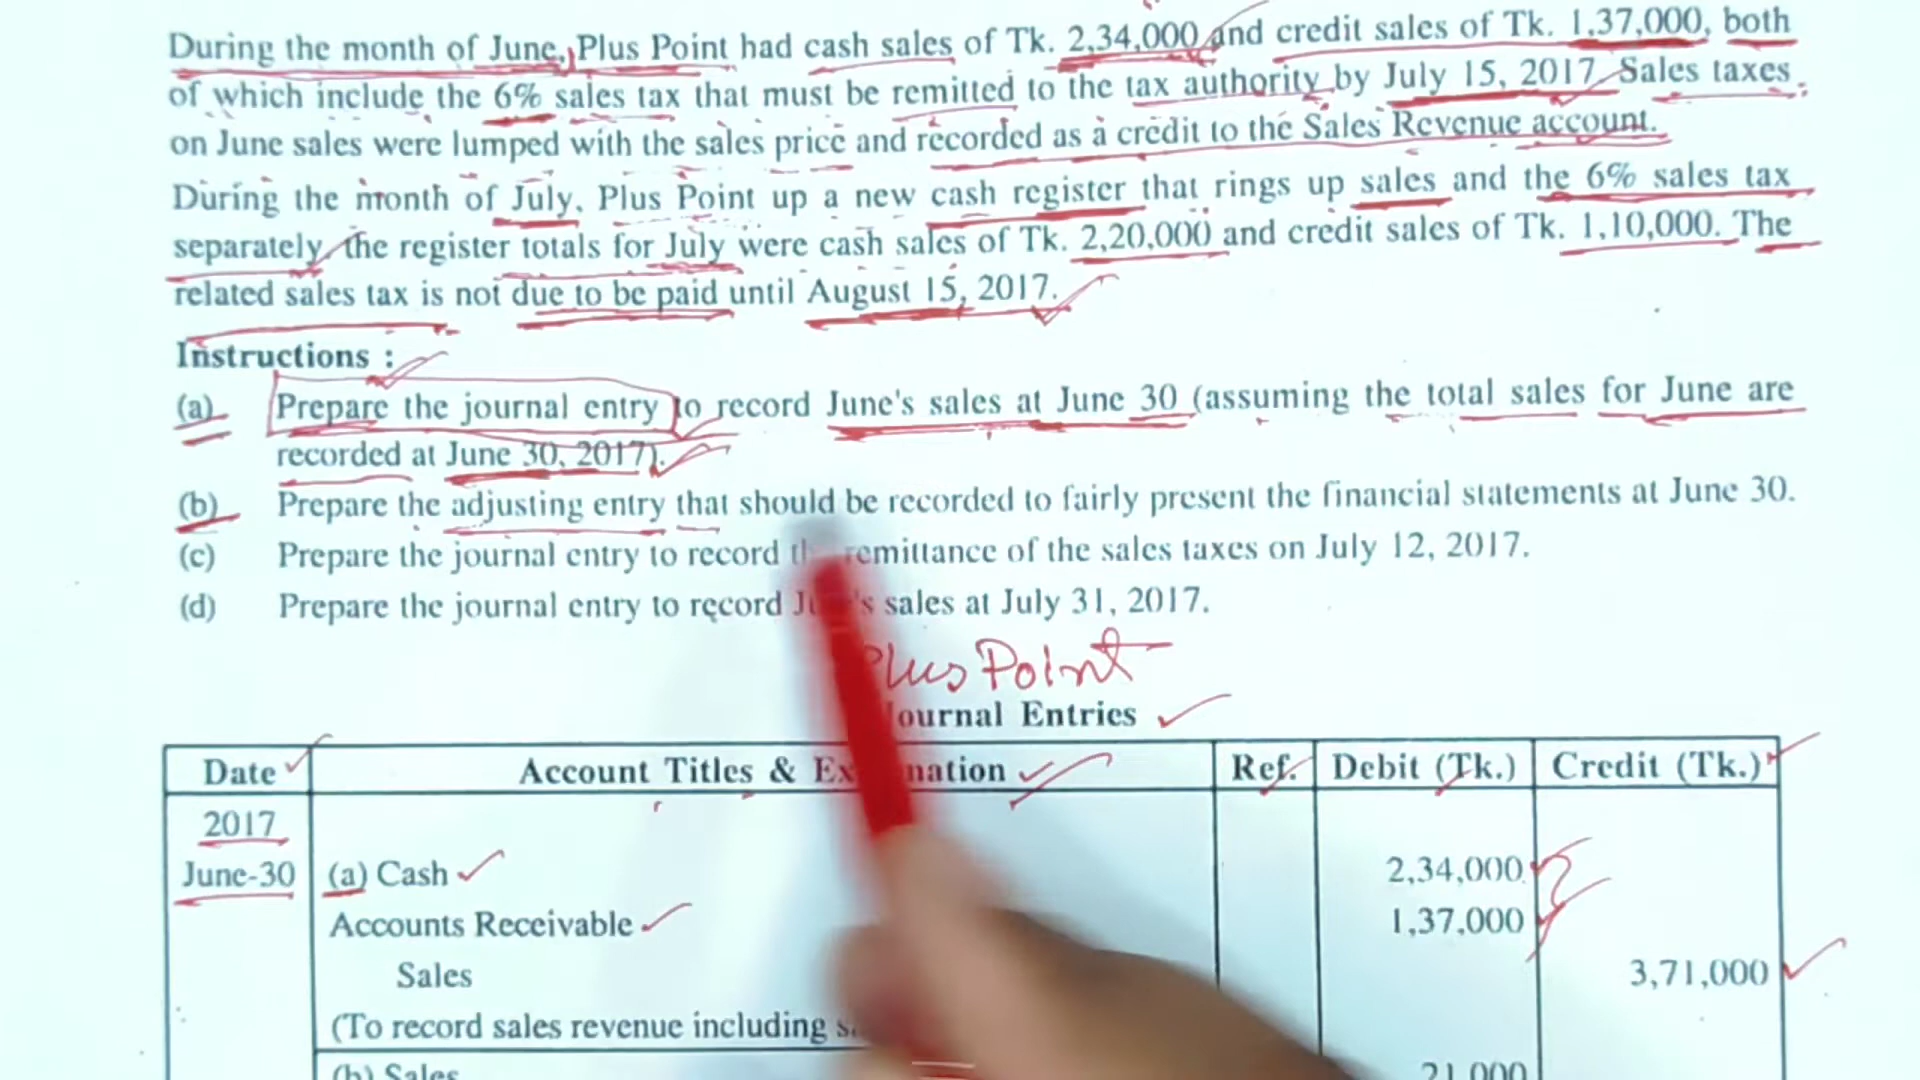 During the month of June, Plus Point had cash sales of Tk. 2,34,000 and credit sales of Tk. 1,37,000, both
of which include the 6% sales tax that must be remitted to the tax authority by July 15, 2017. Sales taxes
on June sales were lumped with the sales price and recorded as a credit to the Sales Revenue account.
During the month of July, Plus Point up a new cash register that rings up sales and the 6% sales tax
separately, the register totals for July were cash sales of Tk. 2,20,000 and credit sales of Tk. 1,10,000. The
related sales tax is not due to be paid until August 15, 2017.
Instructions :
(a) Prepare the journal entry to record June's sales at June 30 (assuming the total sales for June are
recorded at June 30, 2017).
(b) Prepare the adjusting entry that should be recorded to fairly present the financial statements at June 30.
(c) Prepare the journal entry to record remittance of the sales taxes on July 12, 2017.
(d) Prepare the journal entry to record sales at July 31, 2017.
Plus Point
Journal Entries
Date Account Titles & Ref. Debit (Tk.) Credit (Tk.)
2017
June-30 (a) Cash 2,34,000
Accounts Receivable 1,37,000
Sales 3,71,000
(To record sales revenue including
(b) Sales 21,000